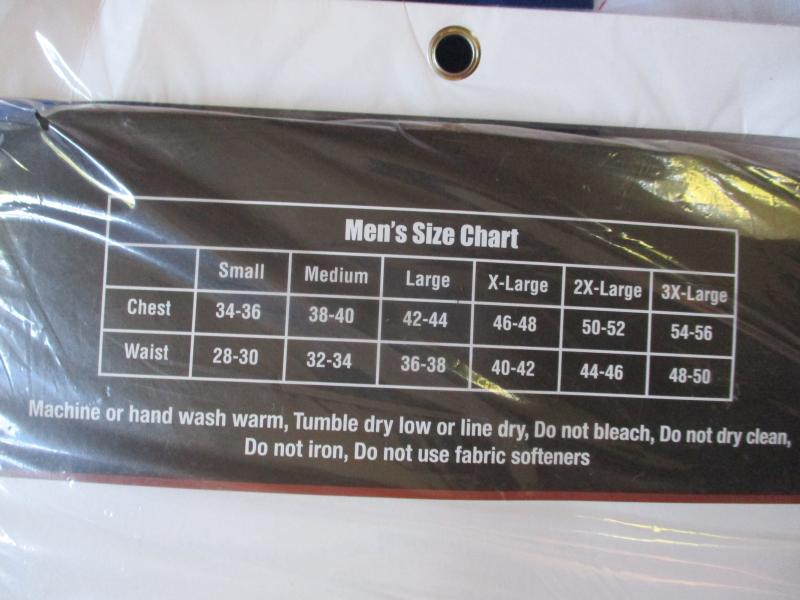 Men's Size Chart
Small Medium Large X-Large 2X-Large 3X-Large
Chest 34-36 38-40 42-44 46-48 50-52 54-56
Waist 28-30 32-34 36-38 40-42 44-46 48-50
Machine or hand wash warm, Tumble dry low or line dry, Do not bleach, Do not dry clean,
Do not iron, Do not use fabric softeners